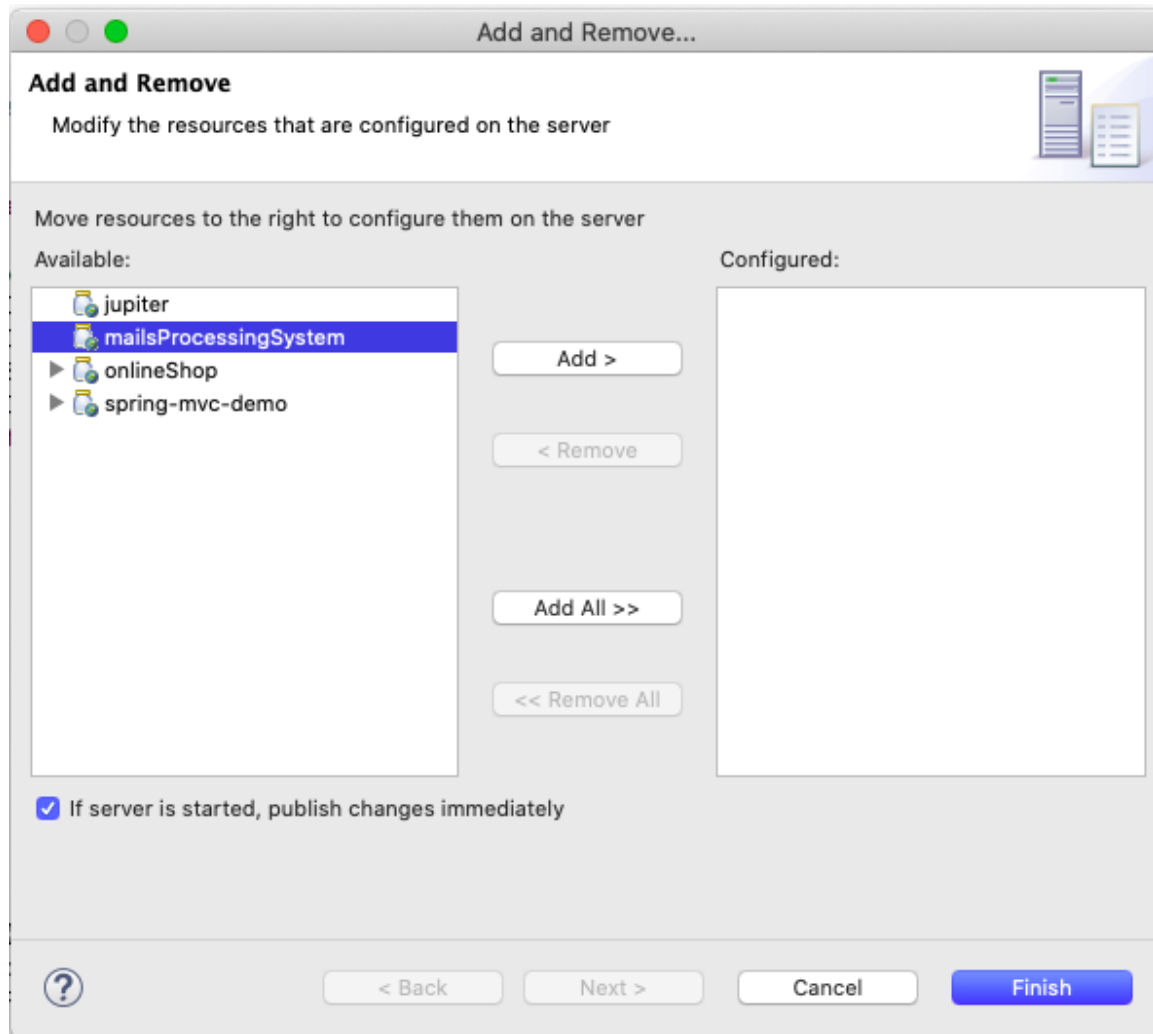 Add and Remove...
Add and Remove
Modify the resources that are configured on the server
Move resources to the right to configure them on the server
Available:
Configured:
jupiter
mailsProcessingSystem
onlineShop
spring-mvc-demo
Add >
< Remove
Add All >>
<< Remove All
If server is started, publish changes immediately
?
< Back
Next >
Cancel
Finish